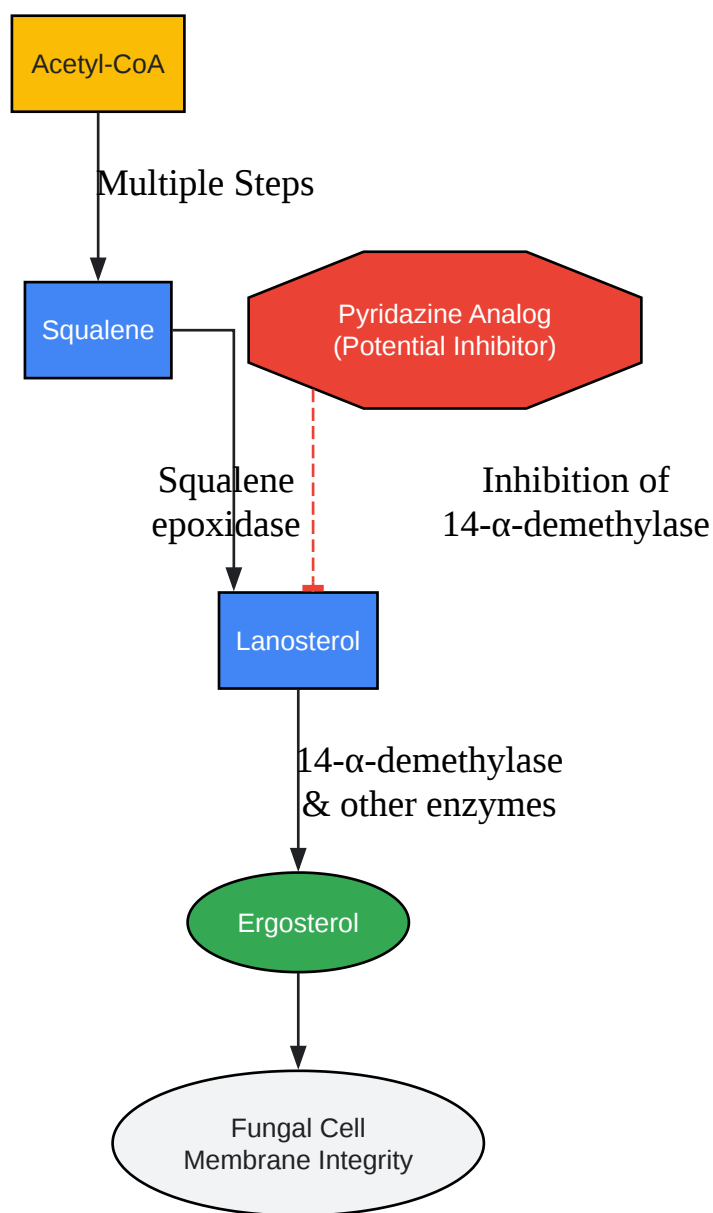 Acetyl-CoA
Multiple Steps
Squalene
Pyridazine Analog
(Potential Inhibitor)
Squalene
epoxidase
Inhibition of
14-α-demethylase
Lanosterol
14-α-demethylase
& other enzymes
Ergosterol
Fungal Cell
Membrane Integrity